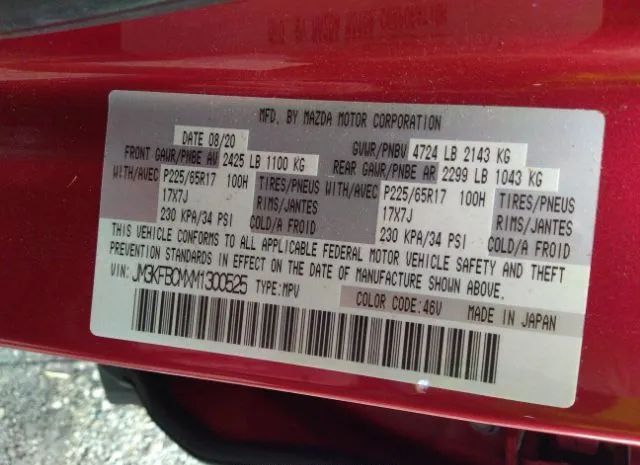 MFD. BY MAZDA MOTOR CORPORATION
DATE 08/20 GVWR/PNBV 4724 LB 2143 KG
FRONT GAWR/PNBE AV 2425 LB 1100 KG REAR GAWR/PNBE AR 2299 LB 1043 KG
WITH/AVEC P225/65R17 100H TIRES/PNEUS WITH/AVEC P225/65R17 100H TIRES/PNEUS
17X7J RIMS/JANTES 17X7J RIMS/JANTES
230 KPA/34 PSI COLD/A FROID 230 KPA/34 PSI COLD/A FROID
THIS VEHICLE CONFORMS TO ALL APPLICABLE FEDERAL MOTOR VEHICLE SAFETY AND THEFT
PREVENTION STANDARDS IN EFFECT ON THE DATE OF MANUFACTURE SHOWN ABOVE.
VIN: JM3KFBCMXM1300525 TYPE:MPV
COLOR CODE:46V MADE IN JAPAN